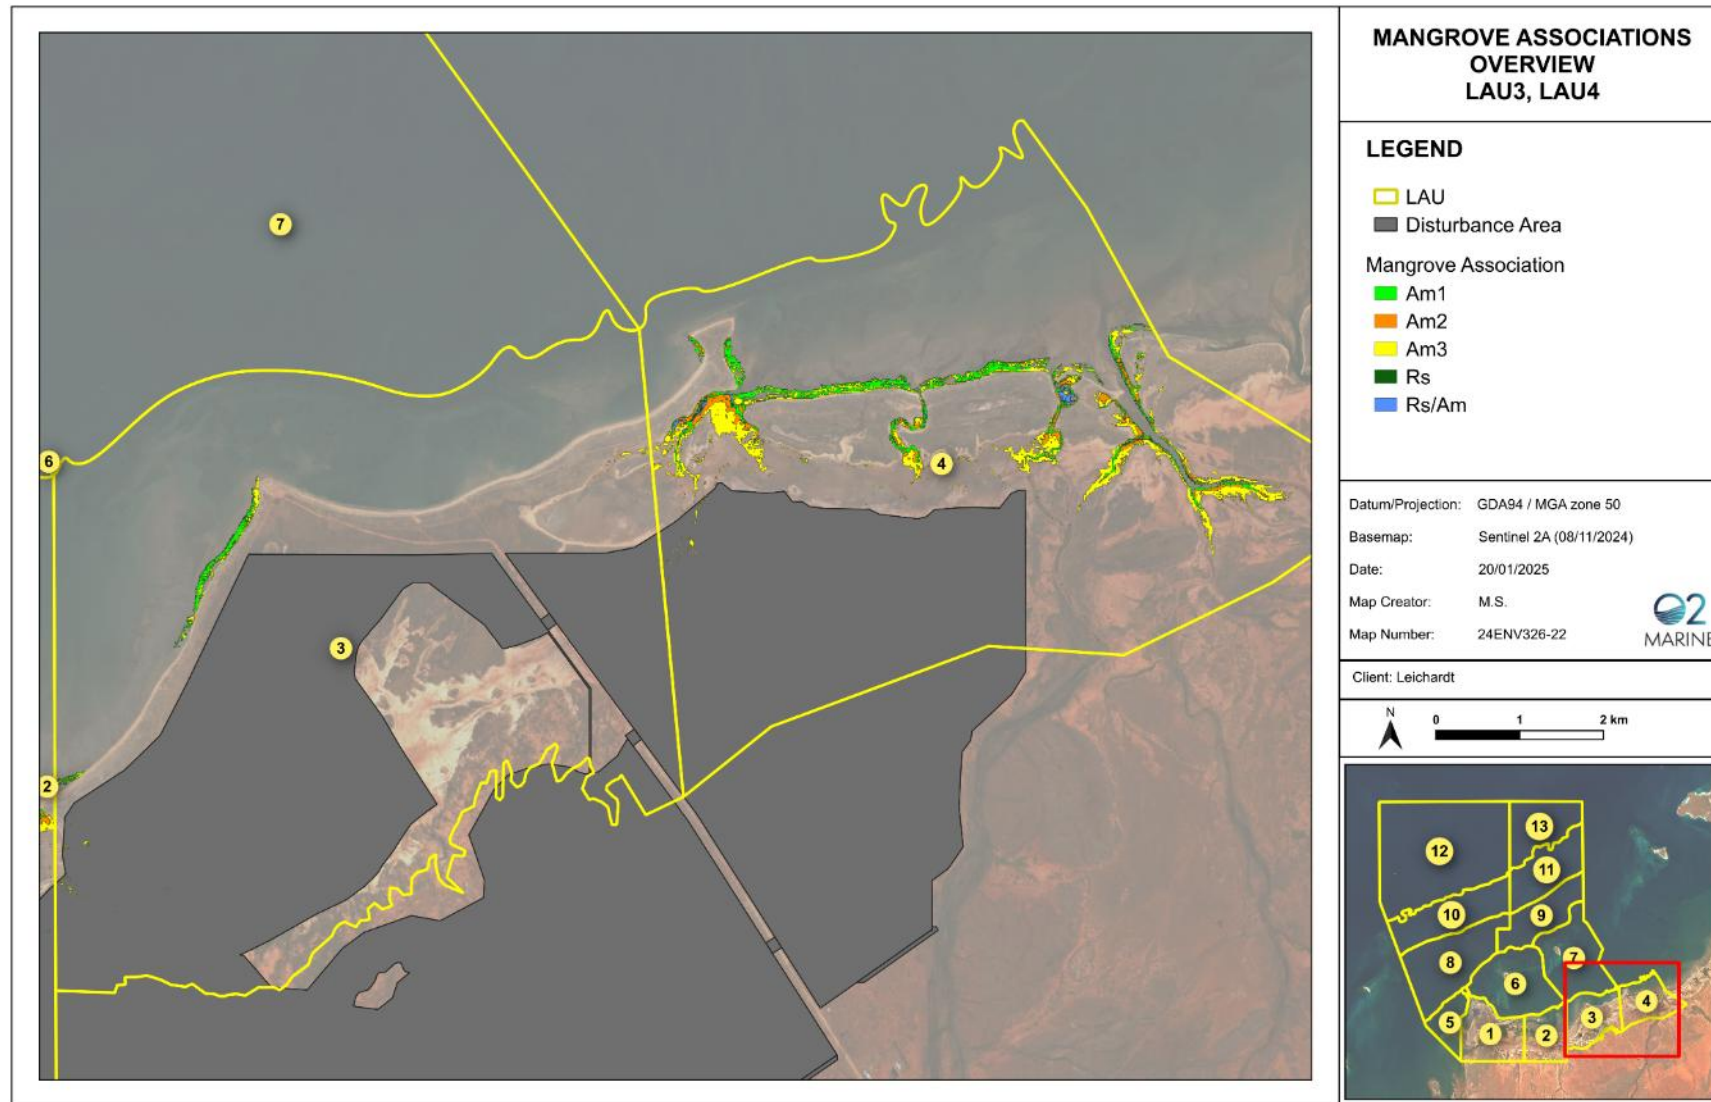 MANGROVE ASSOCIATIONS
OVERVIEW
LAU3, LAU4
LEGEND
LAU
Disturbance Area
Mangrove Association
Am1
Am2
Am3
Rs
Rs/Am
Datum/Projection: GDA94 / MGA zone 50
Basemap: Sentinel 2A (08/11/2024)
Date: 20/01/2025
Map Creator: M.S.
Map Number: 24ENV326-22
O2
MARINE
Client: Leichardt
N
0 1 2 km
7
6
4
3
2
13
12
11
10
9
8
7
6
5
4
3
1
2